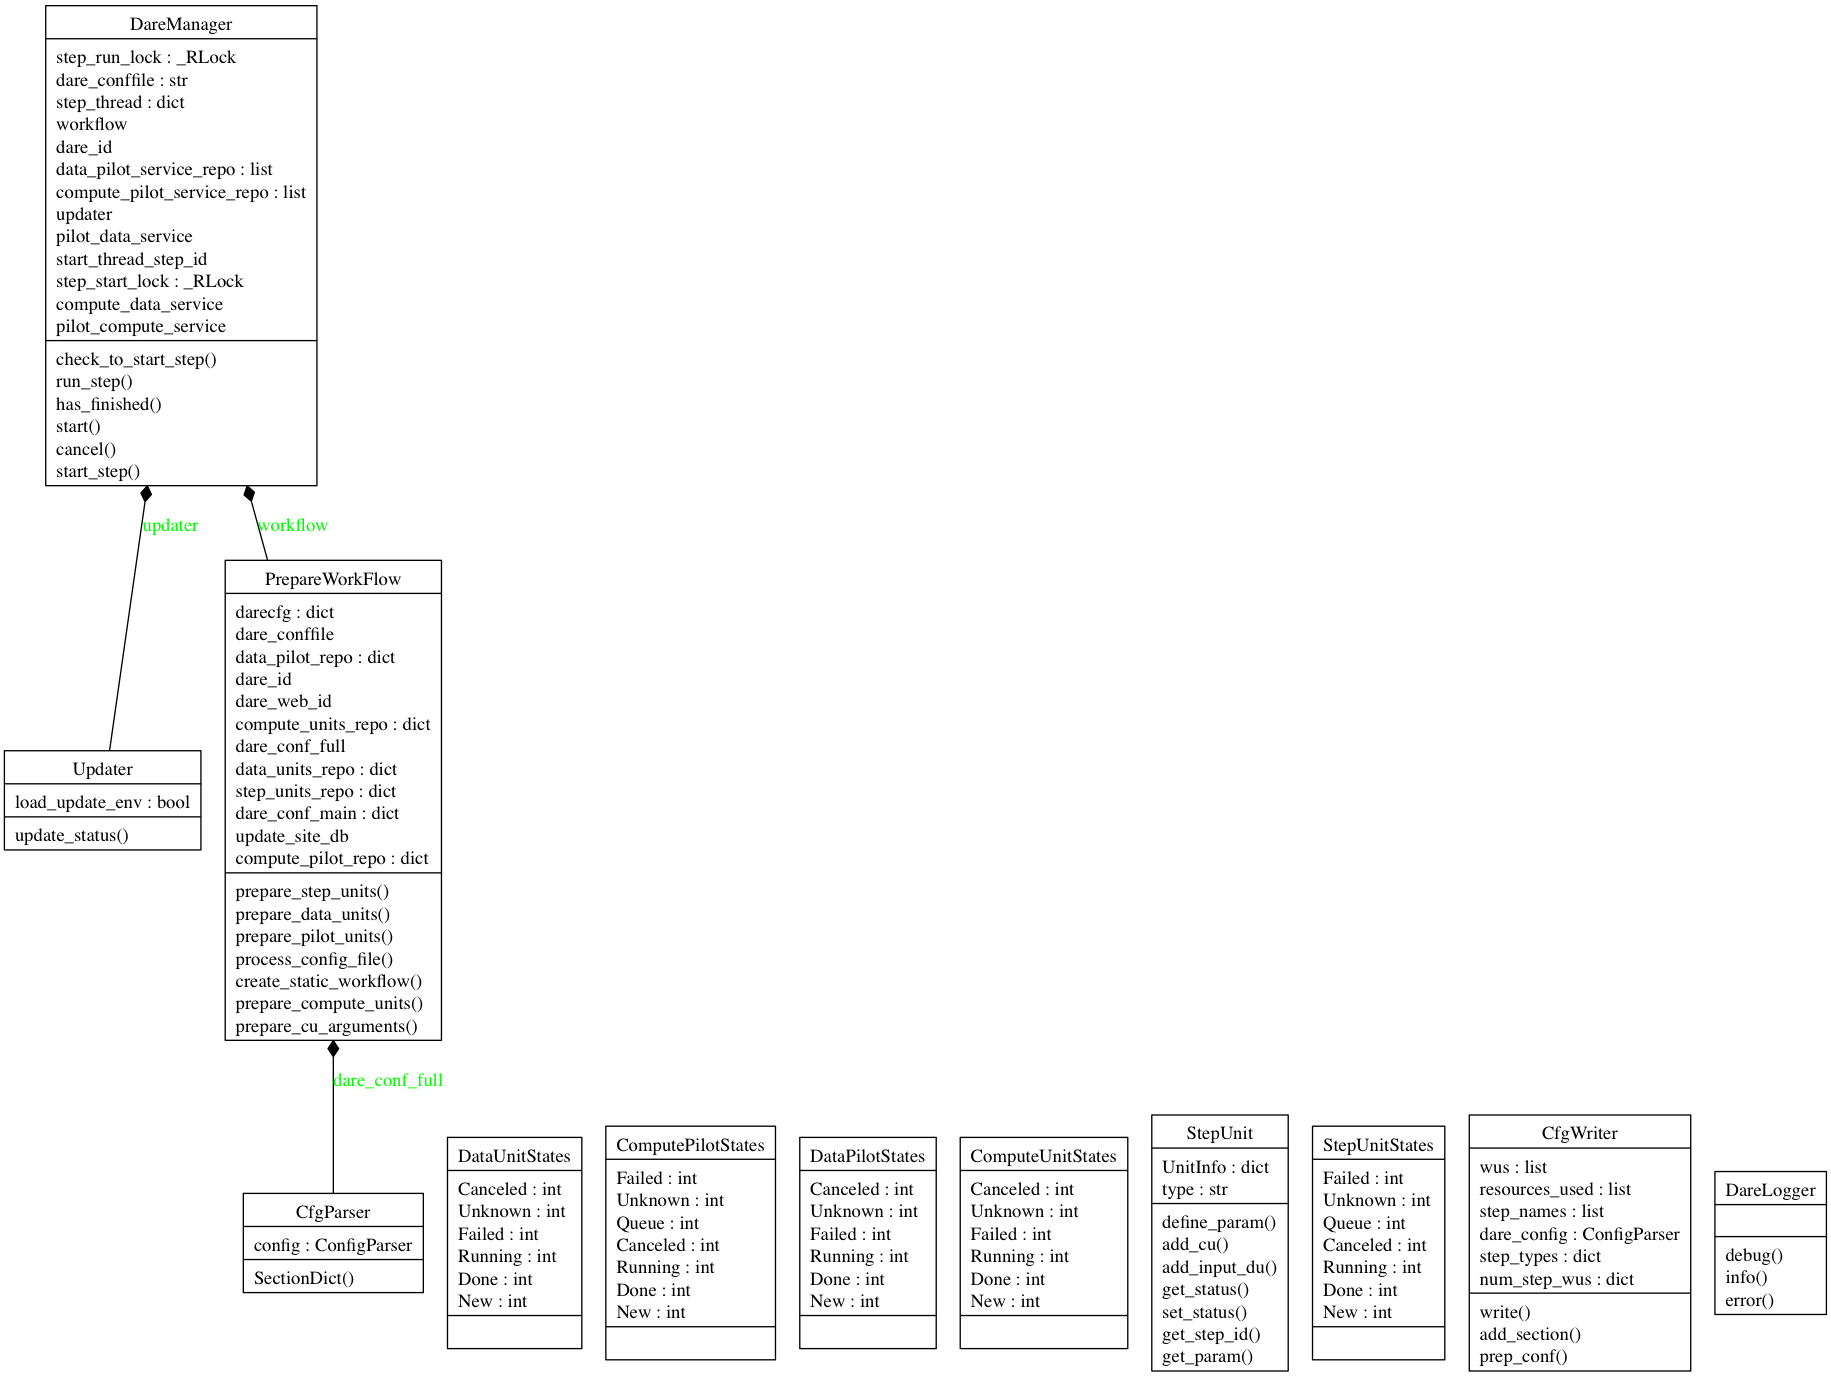 DareManager
step_run_lock : _RLock
dare_conffile : str
step_thread : dict
workflow
dare_id
data_pilot_service_repo : list
compute_pilot_service_repo : list
updater
pilot_data_service
start_thread_step_id
step_start_lock : _RLock
compute_data_service
pilot_compute_service
check_to_start_step()
run_step()
has_finished()
start()
cancel()
start_step()
updater
workflow
PrepareWorkFlow
darecfg : dict
dare_conffile
data_pilot_repo : dict
dare_id
dare_web_id
compute_units_repo : dict
dare_conf_full
data_units_repo : dict
step_units_repo : dict
dare_conf_main : dict
update_site_db
compute_pilot_repo : dict
prepare_step_units()
prepare_data_units()
prepare_pilot_units()
process_config_file()
create_static_workflow()
prepare_compute_units()
prepare_cu_arguments()
Updater
load_update_env : bool
update_status()
dare_conf_full
CfgParser
config : ConfigParser
SectionDict()
DataUnitStates
Canceled : int
Unknown : int
Failed : int
Running : int
Done : int
New : int
ComputePilotStates
Failed : int
Unknown : int
Queue : int
Canceled : int
Running : int
Done : int
New : int
DataPilotStates
Canceled : int
Unknown : int
Failed : int
Running : int
Done : int
New : int
ComputeUnitStates
Canceled : int
Unknown : int
Failed : int
Running : int
Done : int
New : int
StepUnit
UnitInfo : dict
type : str
define_param()
add_cu()
add_input_du()
get_status()
set_status()
get_step_id()
get_param()
StepUnitStates
Failed : int
Unknown : int
Queue : int
Canceled : int
Running : int
Done : int
New : int
CfgWriter
wus : list
resources_used : list
step_names : list
dare_config : ConfigParser
step_types : dict
num_step_wus : dict
write()
add_section()
prep_conf()
DareLogger
debug()
info()
error()